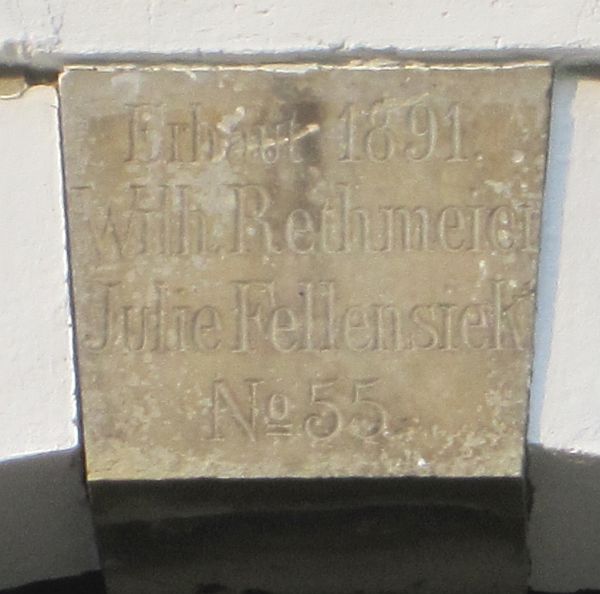 Erbaut 1891.
Wilh. Rethmeier
Julie Fellensiek
No 55